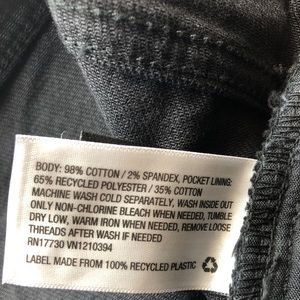 BODY: 98% COTTON / 2% SPANDEX, POCKET LINING:
65% RECYCLED POLYESTER / 35% COTTON
MACHINE WASH COLD SEPARATELY, WASH INSIDE OUT
ONLY NON-CHLORINE BLEACH WHEN NEEDED, TUMBLE
DRY LOW, WARM IRON WHEN NEEDED, REMOVE LOOSE
THREADS AFTER WASH IF NEEDED
RN17730 VN1210394
LABEL MADE FROM 100% RECYCLED PLASTIC